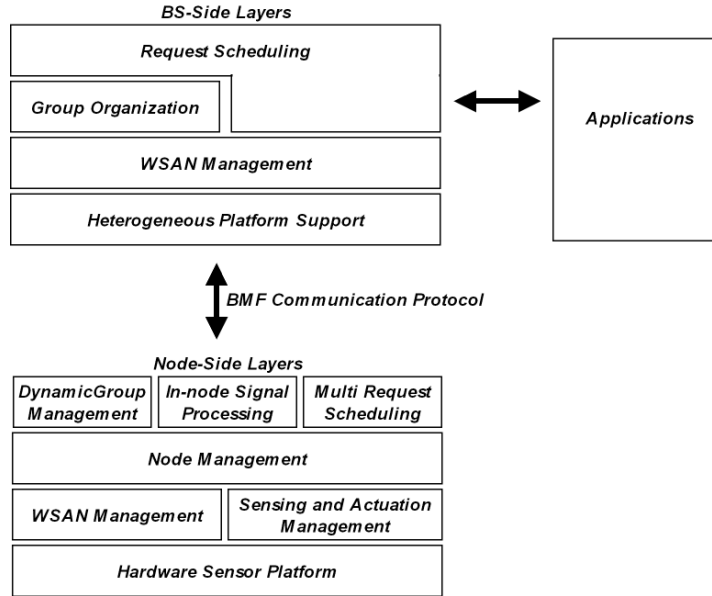 BS-Side Layers
Request Scheduling
Group Organization
WSAN Management
Heterogeneous Platform Support
Applications
BMF Communication Protocol
Node-Side Layers
DynamicGroup
Management
In-node Signal
Processing
Multi Request
Scheduling
Node Management
WSAN Management
Sensing and Actuation
Management
Hardware Sensor Platform